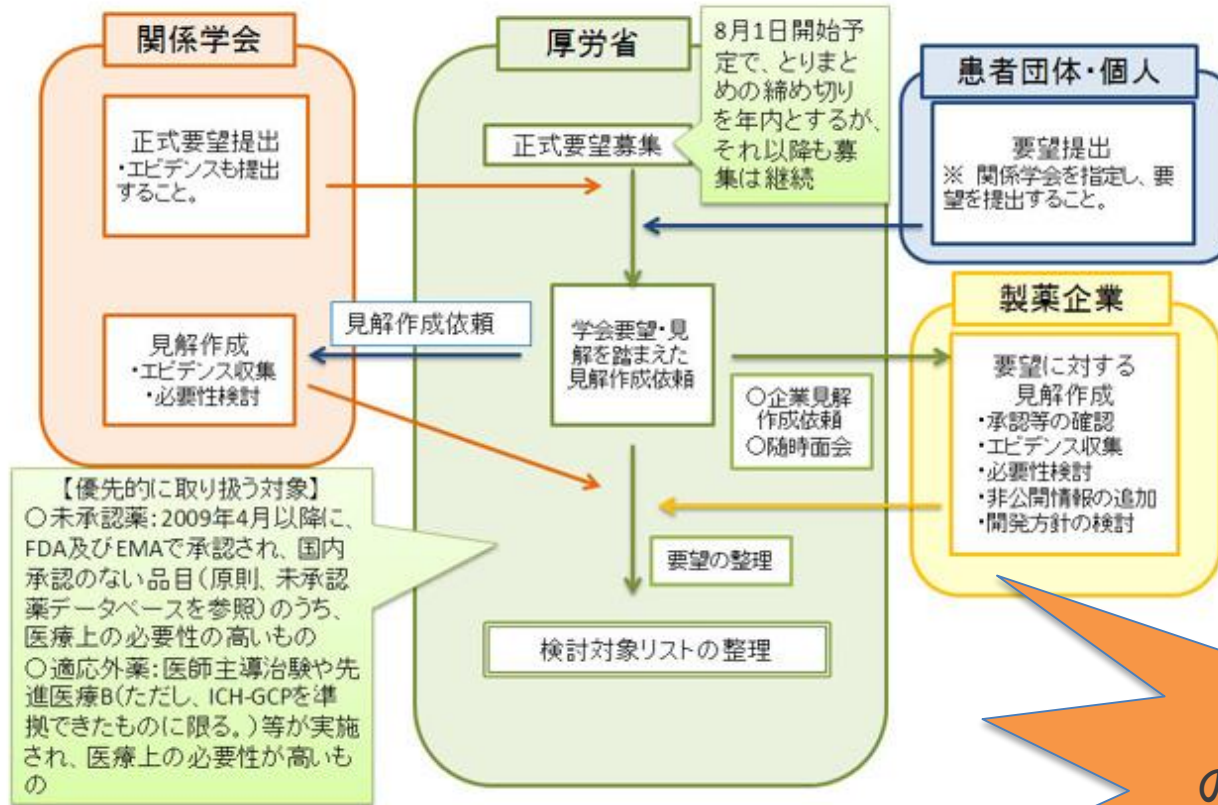 関係学会
正式要望提出
・エビデンスも提出
すること。
見解作成
・エビデンス収集
・必要性検討
見解作成依頼
厚労省
正式要望募集
8月1日開始予
定で、とりまと
めの締め切り
を年内とするが、
それ以降も募
集は継続
学会要望・見
解を踏まえた
見解作成依頼
○企業見解
作成依頼
○随時面会
要望の整理
検討対象リストの整理
患者団体・個人
要望提出
※ 関係学会を指定し、要
望を提出すること。
製薬企業
要望に対する
見解作成
・承認等の確認
・エビデンス収集
・必要性検討
・非公開情報の追加
・開発方針の検討
【優先的に取り扱う対象】
○未承認薬：2009年4月以降に、
FDA及びEMAで承認され、国内
承認のない品目（原則、未承認
薬データベースを参照）のうち、
医療上の必要性の高いもの
○適応外薬：医師主導治験や先
進医療B（ただし、ICH-GCPを準
拠できたものに限る。）等が実施
され、医療上の必要性が高いも
の
の